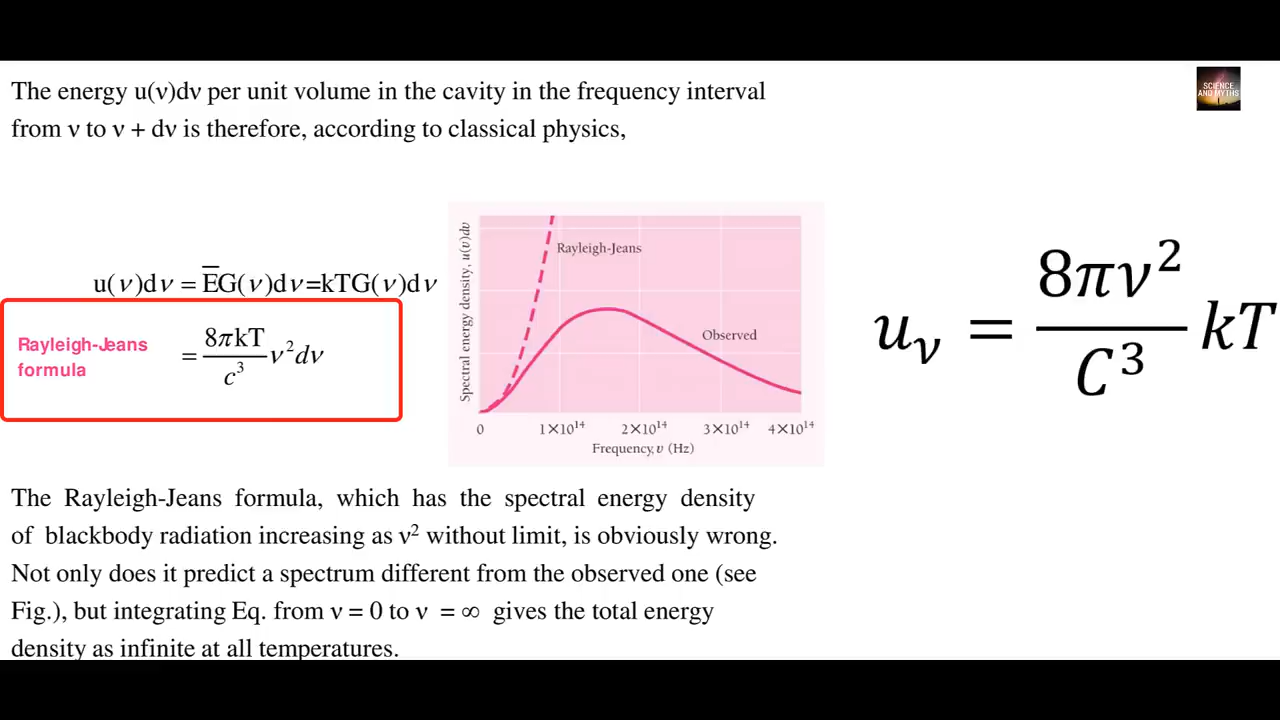 The energy u(ν)dν per unit volume in the cavity in the frequency interval
from ν to ν + dν is therefore, according to classical physics,
SCIENCE
AND MYTHS
u(ν)dν = E̅G(ν)dν=kTG(ν)dν
Rayleigh-Jeans
formula
= 8πkT/c³ ν²dν
Spectral energy density, u(υ)dυ
Rayleigh-Jeans
Observed
0 1×10¹⁴ 2×10¹⁴ 3×10¹⁴ 4×10¹⁴
Frequency, υ (Hz)
u_ν = 8πν²/C³ kT
The Rayleigh-Jeans formula, which has the spectral energy density
of blackbody radiation increasing as ν² without limit, is obviously wrong.
Not only does it predict a spectrum different from the observed one (see
Fig.), but integrating Eq. from ν = 0 to ν = ∞ gives the total energy
density as infinite at all temperatures.